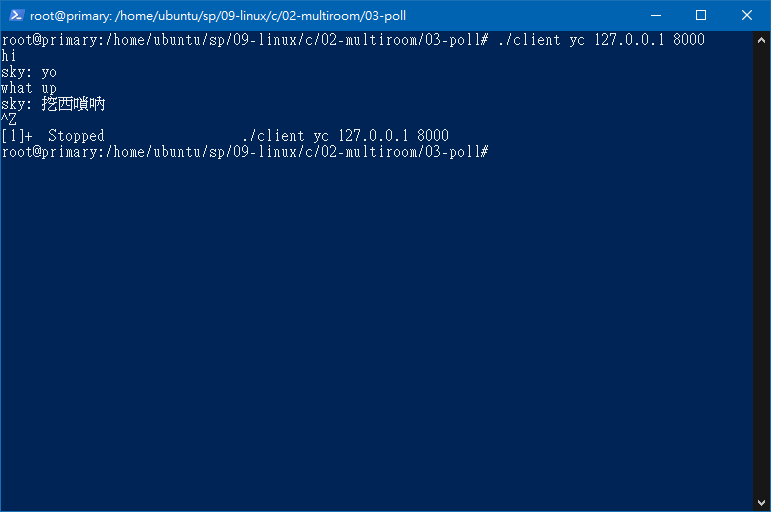 root@primary: /home/ubuntu/sp/09-linux/c/02-multiroom/03-poll
root@primary:/home/ubuntu/sp/09-linux/c/02-multiroom/03-poll# ./client yc 127.0.0.1 8000
hi
sky: yo
what up
sky: 挖西嗩吶
^Z
[1]+  Stopped                 ./client yc 127.0.0.1 8000
root@primary:/home/ubuntu/sp/09-linux/c/02-multiroom/03-poll#